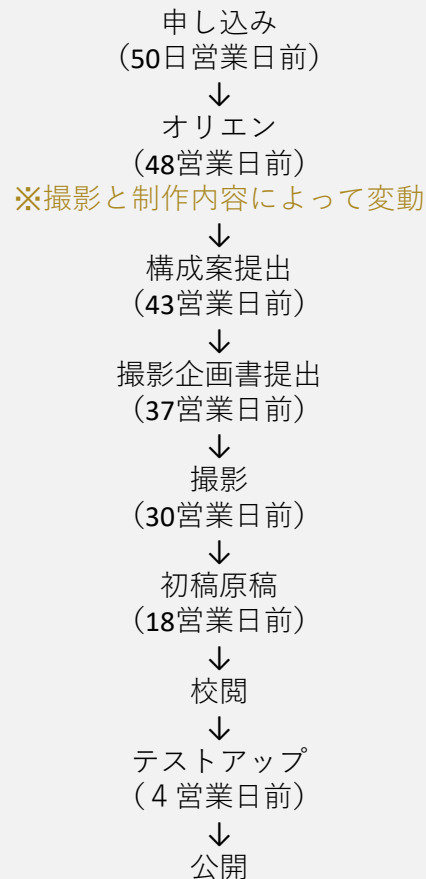 申し込み
（50日営業日前）
↓
オリエン
（48営業日前）
※撮影と制作内容によって変動
↓
構成案提出
（43営業日前）
↓
撮影企画書提出
（37営業日前）
↓
撮影
（30営業日前）
↓
初稿原稿
（18営業日前）
↓
校閲
↓
テストアップ
（４営業日前）
↓
公開